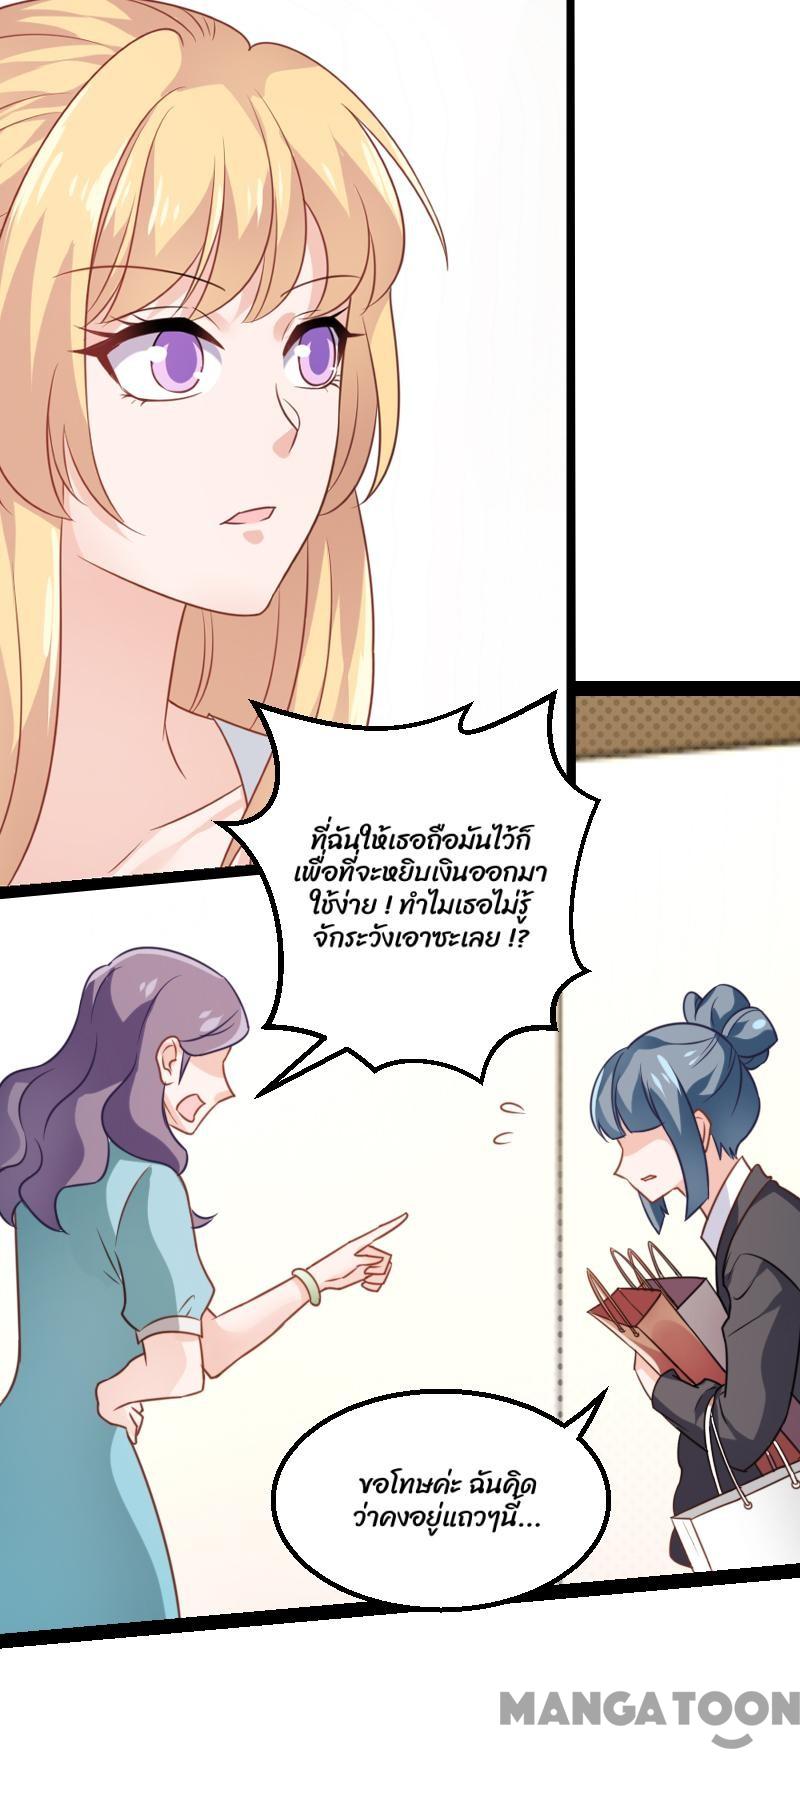 ที่ฉันให้เธอถือมันไว้ก็
เพื่อที่จะหยิบเงินออกมา
ใช้ง่าย ! ทำไมเธอไม่รู้
จักระวังเอาซะเลย !?
ขอโทษค่ะ ฉันคิด
ว่าคงอยู่แถวๆนี้...
MANGATOON